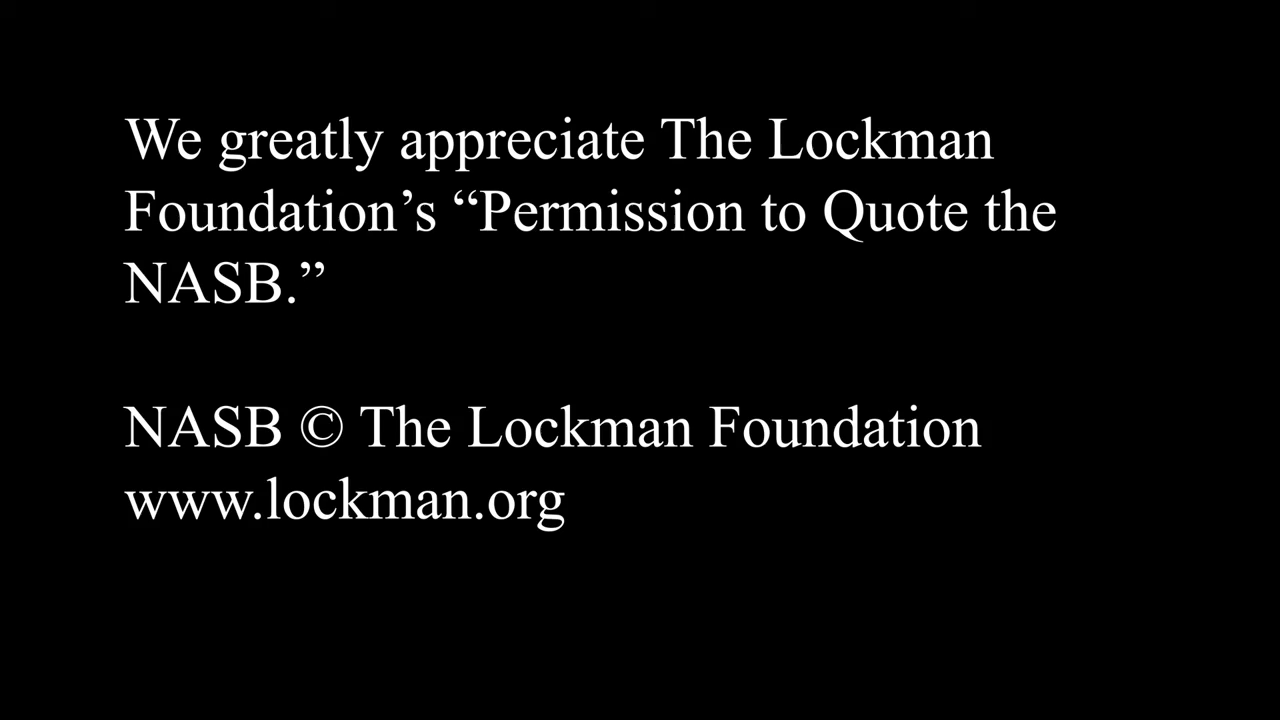 We greatly appreciate The Lockman
Foundation’s “Permission to Quote the
NASB.”
NASB © The Lockman Foundation
www.lockman.org